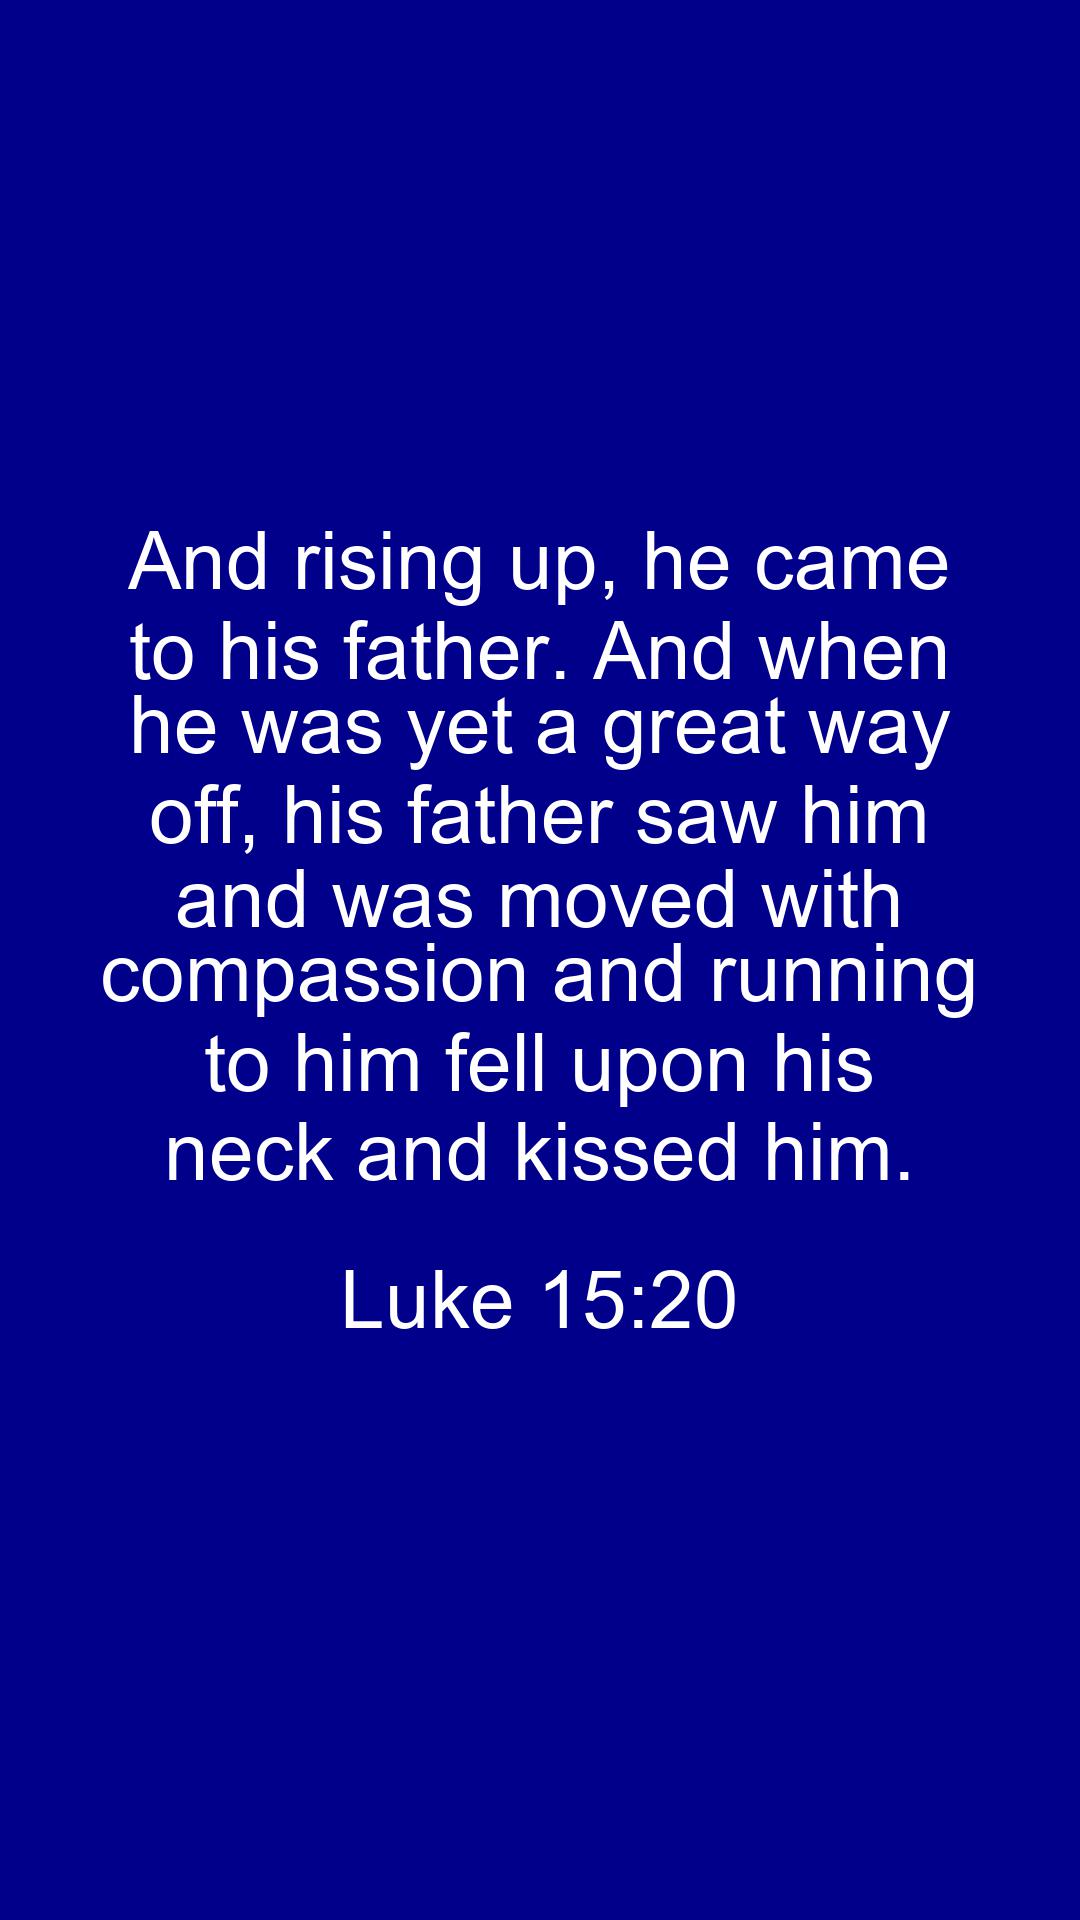 And rising up, he came
to his father. And when
he was yet a great way
off, his father saw him
and was moved with
compassion and running
to him fell upon his
neck and kissed him.
Luke 15:20